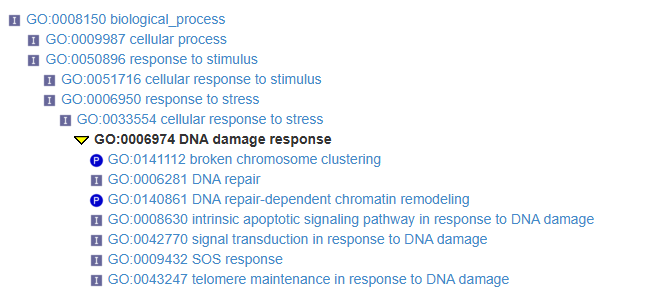 I GO:0008150 biological_process
I GO:0009987 cellular process
I GO:0050896 response to stimulus
I GO:0051716 cellular response to stimulus
I GO:0006950 response to stress
I GO:0033554 cellular response to stress
GO:0006974 DNA damage response
P GO:0141112 broken chromosome clustering
I GO:0006281 DNA repair
P GO:0140861 DNA repair-dependent chromatin remodeling
I GO:0008630 intrinsic apoptotic signaling pathway in response to DNA damage
I GO:0042770 signal transduction in response to DNA damage
I GO:0009432 SOS response
I GO:0043247 telomere maintenance in response to DNA damage